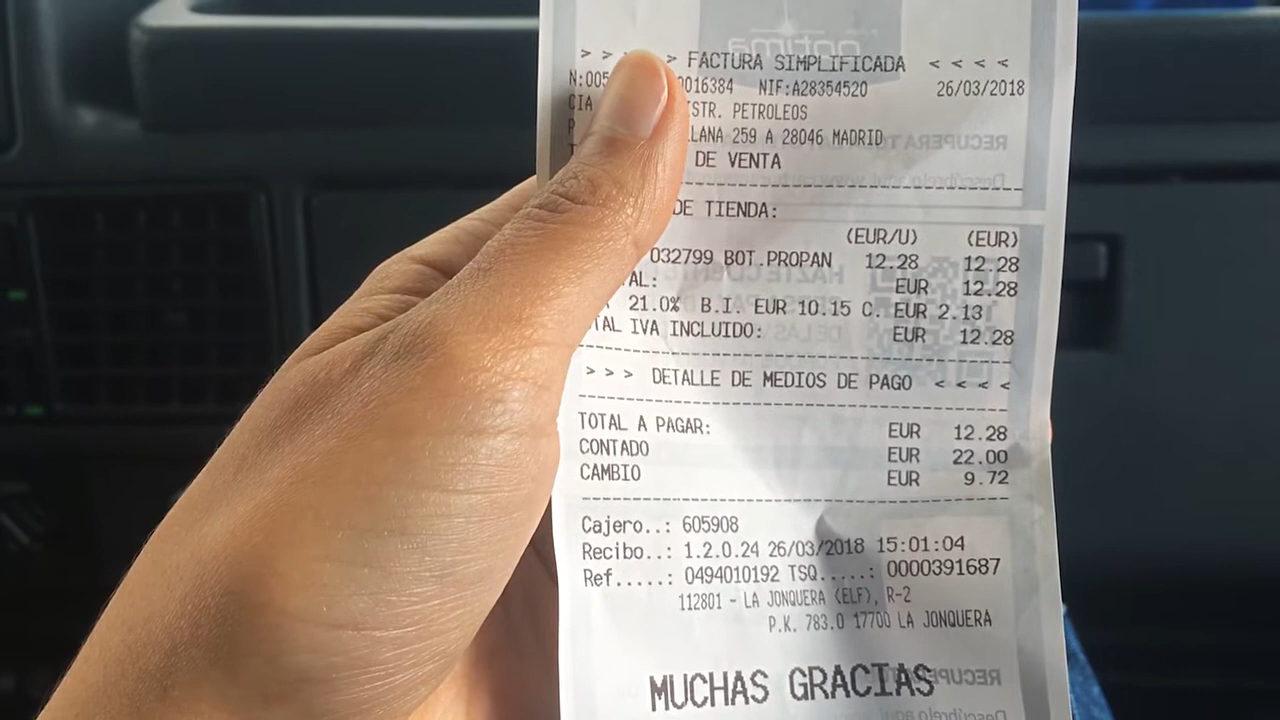 > > > FACTURA SIMPLIFICADA < < < <
N:005 0016384 NIF:A28354520 26/03/2018
CIA ISTR. PETROLEOS
P LLANA 259 A 28046 MADRID
T DE VENTA
DE TIENDA:
(EUR/U) (EUR)
032799 BOT.PROPAN 12.28 12.28
AL: EUR 12.28
21.0% B.I. EUR 10.15 C. EUR 2.13
TAL IVA INCLUIDO: EUR 12.28
> > > DETALLE DE MEDIOS DE PAGO < < < <
TOTAL A PAGAR: EUR 12.28
CONTADO EUR 22.00
CAMBIO EUR 9.72
Cajero..: 605908
Recibo..: 1.2.0.24 26/03/2018 15:01:04
Ref.....: 0494010192 TSQ.....: 0000391687
112801 - LA JONQUERA (ELF), R-2
P.K. 783.0 17700 LA JONQUERA
MUCHAS GRACIAS